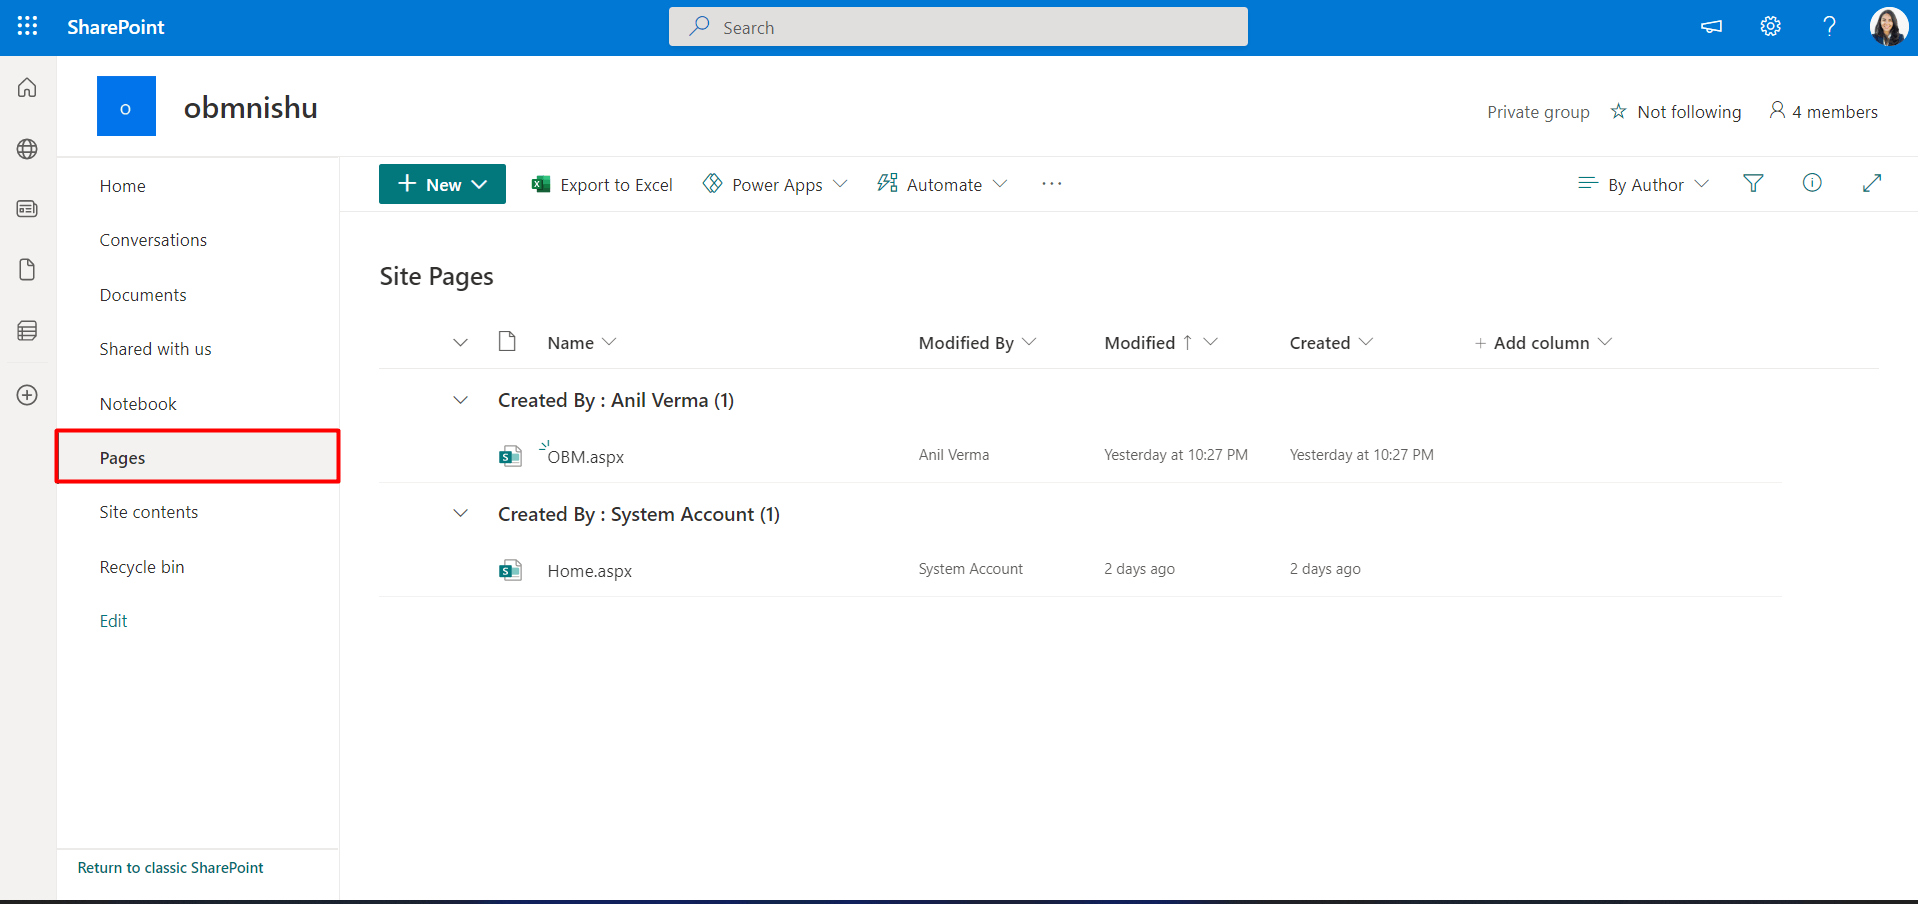 SharePoint
Search
?
o
obmnishu
Private group
Not following
4 members
Home
Conversations
Documents
Shared with us
Notebook
Pages
Site contents
Recycle bin
Edit
Return to classic SharePoint
+ New
Export to Excel
Power Apps
Automate
...
By Author
Site Pages
Name
Modified By
Modified ↑
Created
+ Add column
Created By : Anil Verma (1)
OBM.aspx
Anil Verma
Yesterday at 10:27 PM
Yesterday at 10:27 PM
Created By : System Account (1)
Home.aspx
System Account
2 days ago
2 days ago